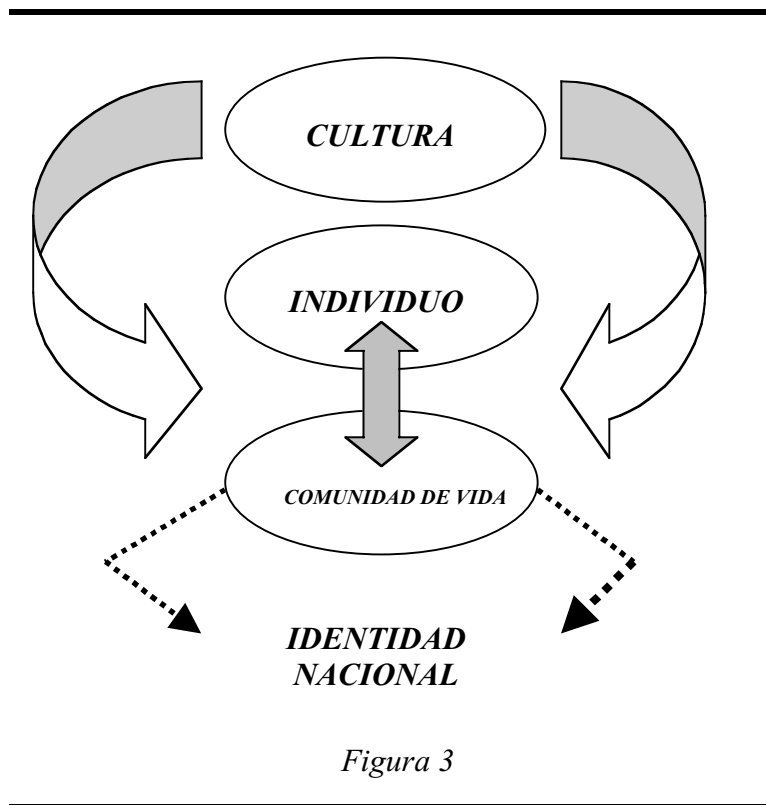 CULTURA
INDIVIDUO
COMUNIDAD DE VIDA
IDENTIDAD
NACIONAL
Figura 3